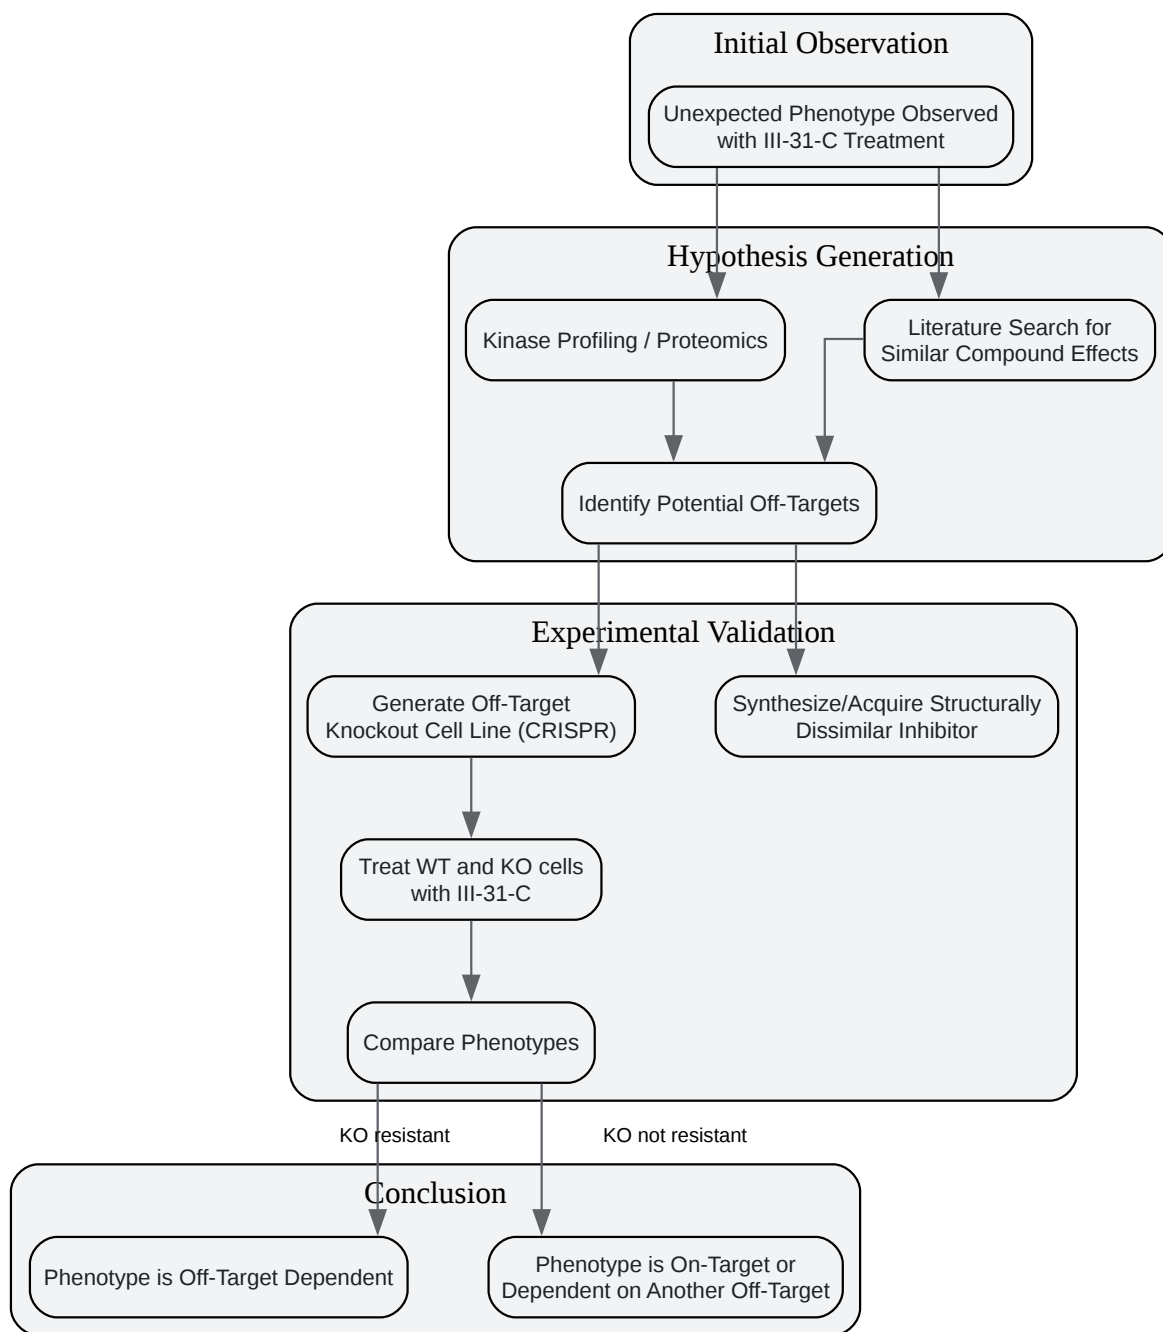 Initial Observation
Unexpected Phenotype Observed
with III-31-C Treatment
Hypothesis Generation
Kinase Profiling / Proteomics
Literature Search for
Similar Compound Effects
Identify Potential Off-Targets
Experimental Validation
Generate Off-Target
Knockout Cell Line (CRISPR)
Synthesize/Acquire Structurally
Dissimilar Inhibitor
Treat WT and KO cells
with III-31-C
Compare Phenotypes
KO resistant
KO not resistant
Conclusion
Phenotype is Off-Target Dependent
Phenotype is On-Target or
Dependent on Another Off-Target